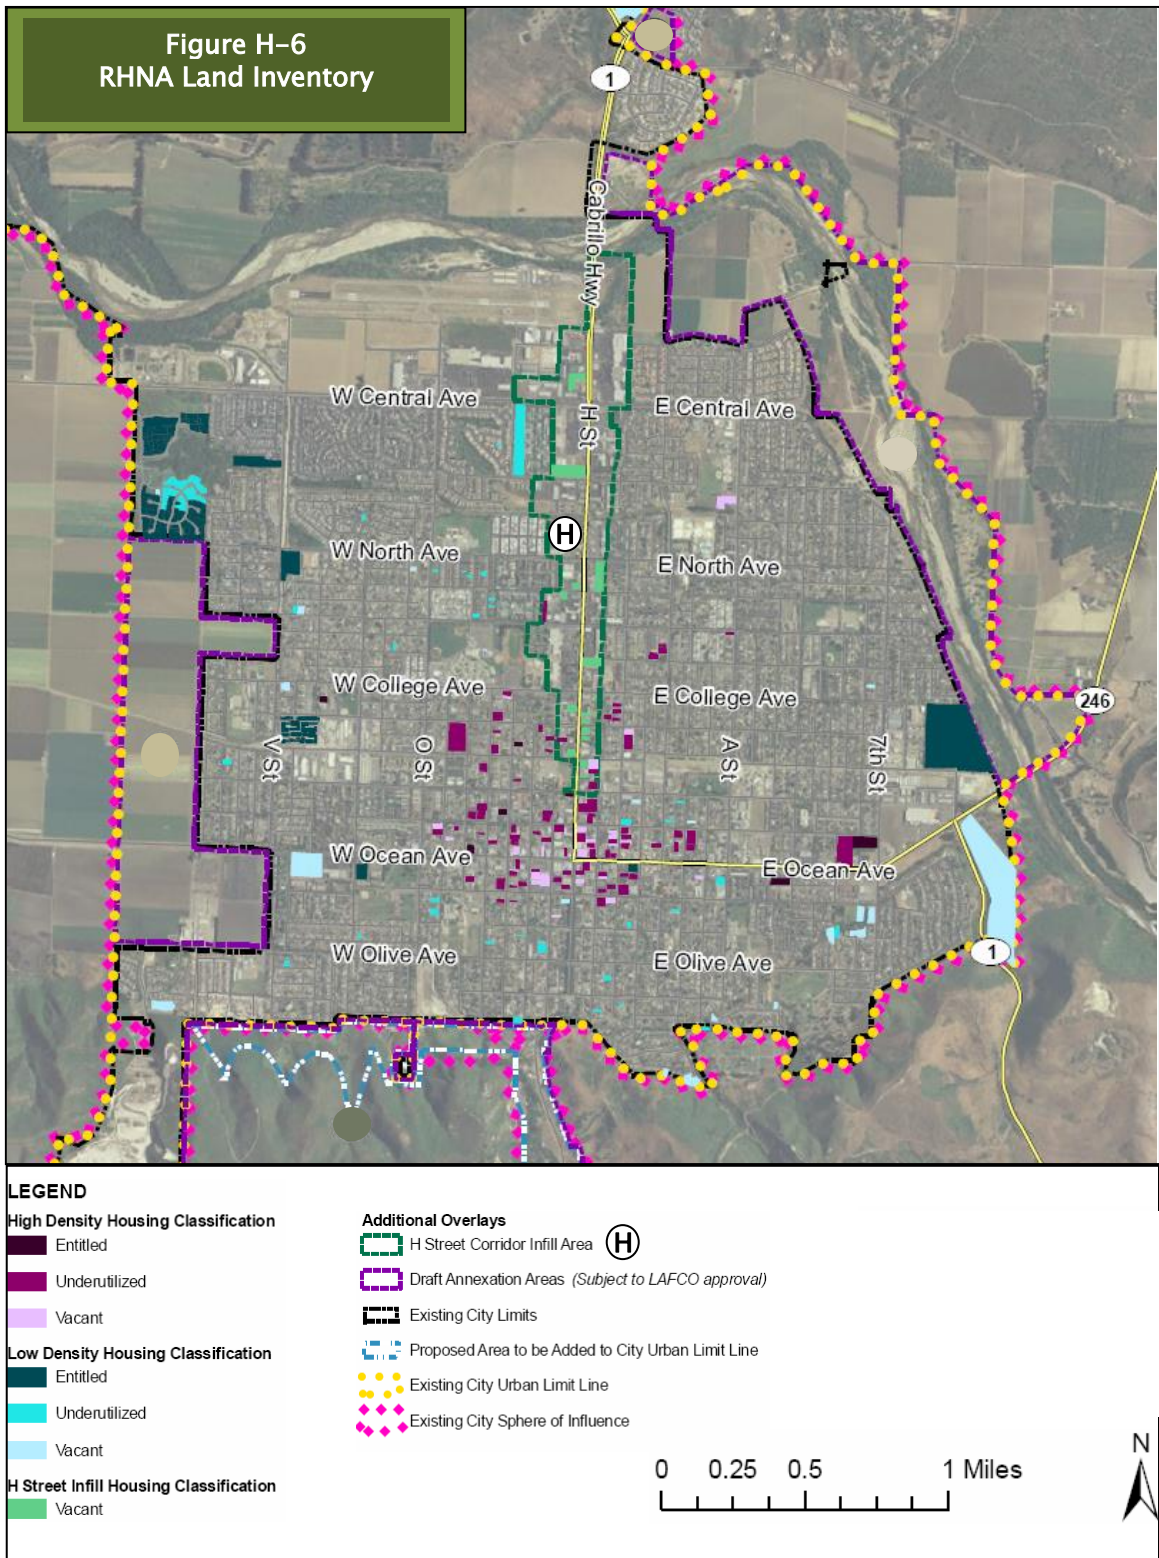 Figure H-6
RHNA Land Inventory
1
Cabrillo Hwy
W Central Ave
E Central Ave
H St
H
W North Ave
E North Ave
W College Ave
E College Ave
246
V St
O St
A St
7th St
W Ocean Ave
E Ocean Ave
W Olive Ave
E Olive Ave
1
LEGEND
High Density Housing Classification
Entitled
Underutilized
Vacant
Low Density Housing Classification
Entitled
Underutilized
Vacant
H Street Infill Housing Classification
Vacant
Additional Overlays
H Street Corridor Infill Area H
Draft Annexation Areas (Subject to LAFCO approval)
Existing City Limits
Proposed Area to be Added to City Urban Limit Line
Existing City Urban Limit Line
Existing City Sphere of Influence
0 0.25 0.5 1 Miles
N